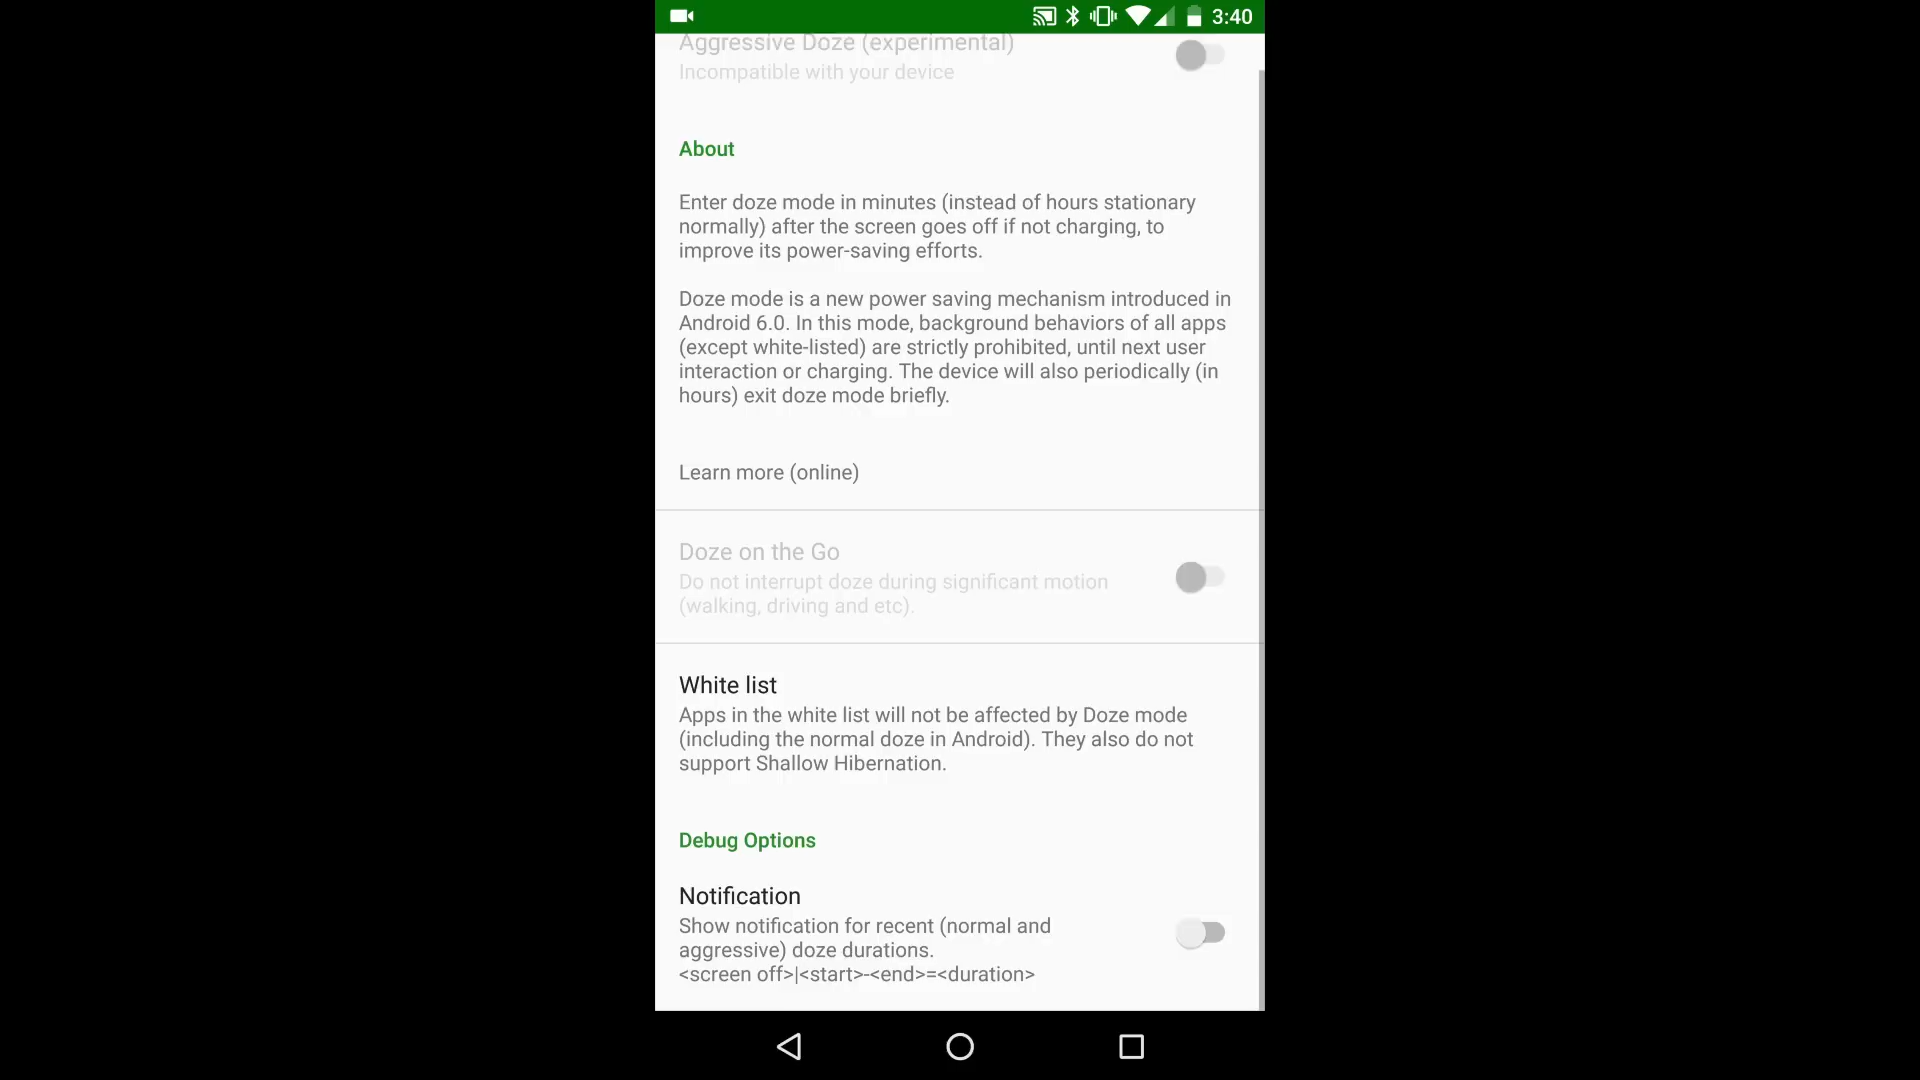 3:40
Aggressive Doze (experimental)
Incompatible with your device
About
Enter doze mode in minutes (instead of hours stationary
normally) after the screen goes off if not charging, to
improve its power-saving efforts.
Doze mode is a new power saving mechanism introduced in
Android 6.0. In this mode, background behaviors of all apps
(except white-listed) are strictly prohibited, until next user
interaction or charging. The device will also periodically (in
hours) exit doze mode briefly.
Learn more (online)
Doze on the Go
Do not interrupt doze during significant motion
(walking, driving and etc).
White list
Apps in the white list will not be affected by Doze mode
(including the normal doze in Android). They also do not
support Shallow Hibernation.
Debug Options
Notification
Show notification for recent (normal and
aggressive) doze durations.
<screen off>|<start>-<end>=<duration>